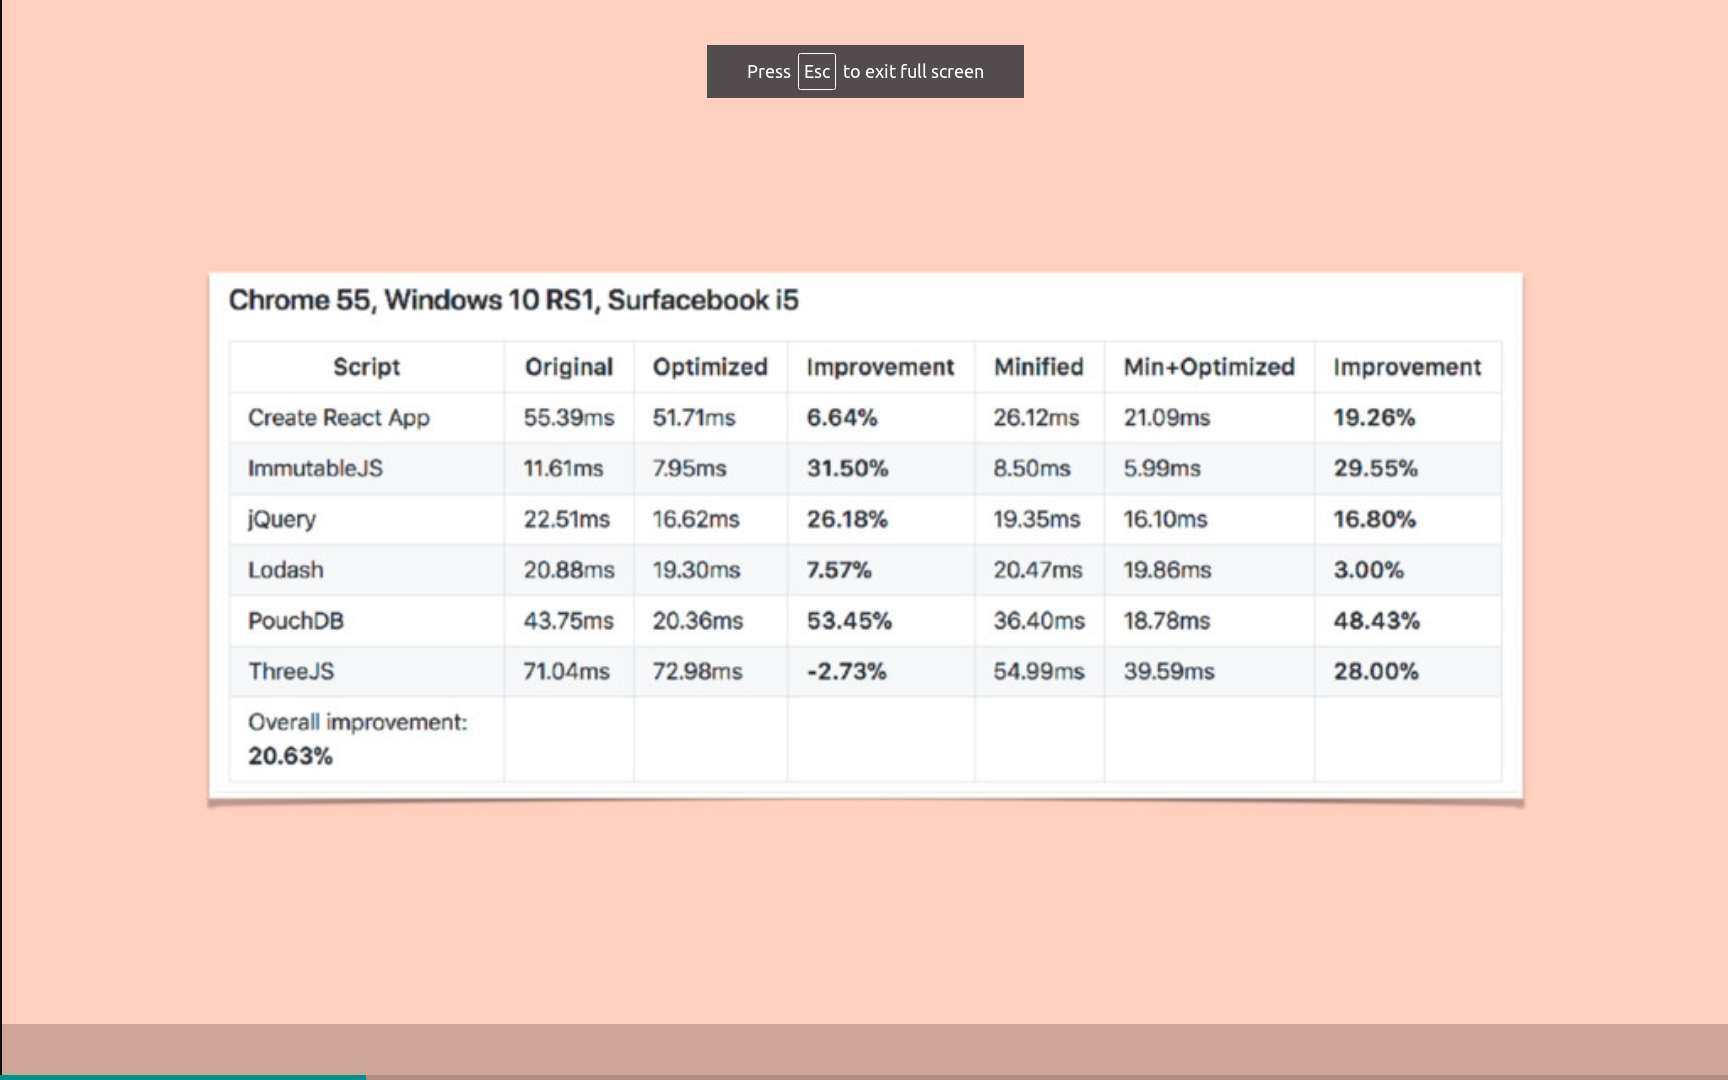 Press Esc to exit full screen
Chrome 55, Windows 10 RS1, Surfacebook i5
Script Original Optimized Improvement Minified Min+Optimized Improvement
Create React App 55.39ms 51.71ms 6.64% 26.12ms 21.09ms 19.26%
ImmutableJS 11.61ms 7.95ms 31.50% 8.50ms 5.99ms 29.55%
jQuery 22.51ms 16.62ms 26.18% 19.35ms 16.10ms 16.80%
Lodash 20.88ms 19.30ms 7.57% 20.47ms 19.86ms 3.00%
PouchDB 43.75ms 20.36ms 53.45% 36.40ms 18.78ms 48.43%
ThreeJS 71.04ms 72.98ms -2.73% 54.99ms 39.59ms 28.00%
Overall improvement:
20.63%